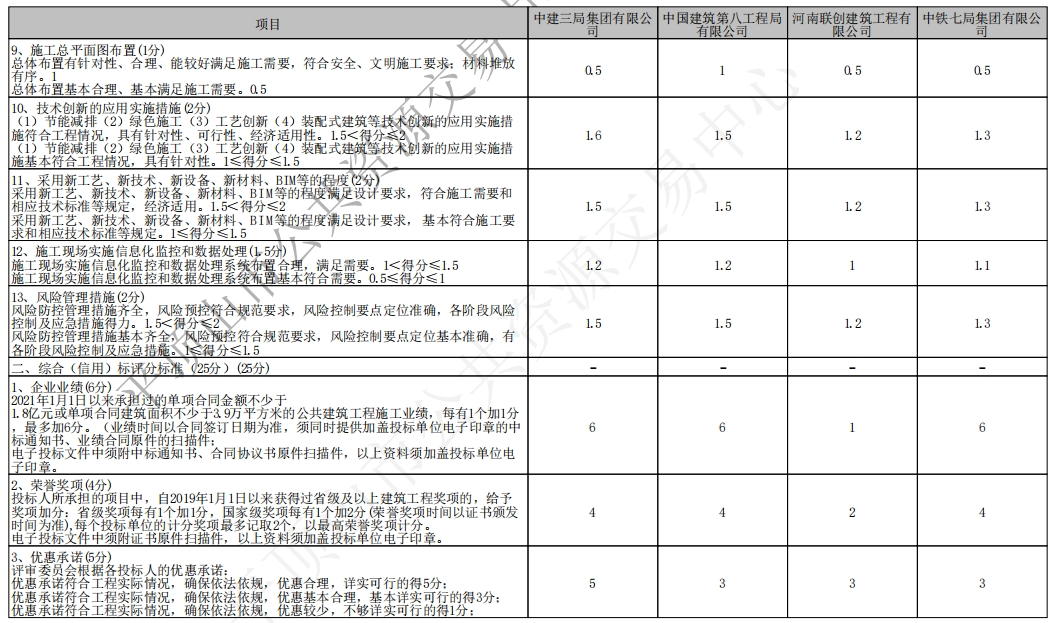 项目
中建三局集团有限公
司
中国建筑第八工程局
有限公司
河南联创建筑工程有
限公司
中铁七局集团有限公
司
9、施工总平面图布置(1分)
总体布置有针对性、合理、能较好满足施工需要，符合安全、文明施工要求；材料堆放
有序。1
总体布置基本合理、基本满足施工需要。0.5
0.5
1
0.5
0.5
10、技术创新的应用实施措施(2分)
（1）节能减排（2）绿色施工（3）工艺创新（4）装配式建筑等技术创新的应用实施措
施符合工程情况，具有针对性、可行性、经济适用性。1.5<得分≤2
（1）节能减排（2）绿色施工（3）工艺创新（4）装配式建筑等技术创新的应用实施措
施基本符合工程情况，具有针对性。1≤得分≤1.5
1.6
1.5
1.2
1.3
11、采用新工艺、新技术、新设备、新材料、BIM等的程度(2分)
采用新工艺、新技术、新设备、新材料、BIM等的程度满足设计要求，符合施工需要和
相应技术标准等规定，经济适用。1.5<得分≤2
采用新工艺、新技术、新设备、新材料、BIM等的程度满足设计要求，基本符合施工要
求和相应技术标准等规定。1≤得分≤1.5
1.5
1.5
1.2
1.3
12、施工现场实施信息化监控和数据处理(1.5分)
施工现场实施信息化监控和数据处理系统布置合理，满足需要。1<得分≤1.5
施工现场实施信息化监控和数据处理系统布置基本符合需要。0.5≤得分≤1
1.2
1.2
1
1.1
13、风险管理措施(2分)
风险防控管理措施齐全，风险预控符合规范要求，风险控制要点定位准确，各阶段风险
控制及应急措施得力。1.5<得分≤2
风险防控管理措施基本齐全，风险预控符合规范要求，风险控制要点定位基本准确，有
各阶段风险控制及应急措施。1≤得分≤1.5
1.5
1.5
1.2
1.3
二、综合（信用）标评分标准（25分）(25分)
-
-
-
-
1、企业业绩(6分)
2021年1月1日以来承担过的单项合同金额不少于
1.8亿元或单项合同建筑面积不少于3.9万平方米的公共建筑工程施工业绩，每有1个加1分
，最多加6分。（业绩时间以合同签订日期为准，须同时提供加盖投标单位电子印章的中
标通知书、业绩合同原件的扫描件；
电子投标文件中须附中标通知书、合同协议书原件扫描件，以上资料须加盖投标单位电
子印章。
6
6
1
6
2、荣誉奖项(4分)
投标人所承担的项目中，自2019年1月1日以来获得过省级及以上建筑工程奖项的，给予
奖项加分：省级奖项每有1个加1分，国家级奖项每有1个加2分(荣誉奖项时间以证书颁发
时间为准),每个投标单位的计分奖项最多记取2个，以最高荣誉奖项计分。
电子投标文件中须附证书原件扫描件，以上资料须加盖投标单位电子印章。
4
4
2
4
3、优惠承诺(5分)
评审委员会根据各投标人的优惠承诺：
优惠承诺符合工程实际情况，确保依法依规，优惠合理，详实可行的得5分；
优惠承诺符合工程实际情况，确保依法依规，优惠基本合理，基本详实可行的得3分；
优惠承诺符合工程实际情况，确保依法依规，优惠较少，不够详实可行的得1分；
5
3
3
3
平顶山市公共资源交易中
平顶山市公共资源交易中心